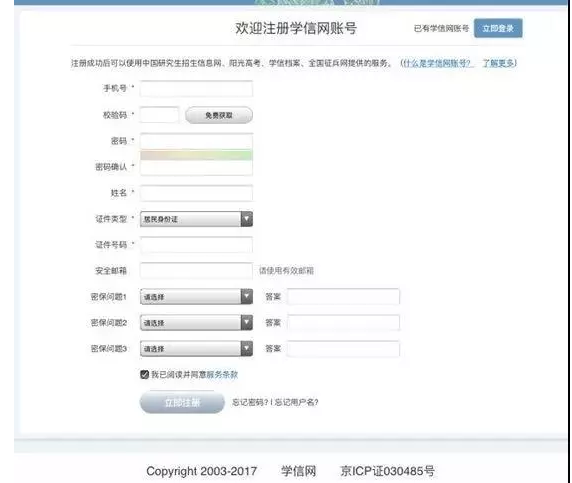 欢迎注册学信网账号 已有学信网账号 立即登录
注册成功后可以使用中国研究生招生信息网、阳光高考、学信档案、全国征兵网提供的服务。（什么是学信网账号？ 了解更多）
手机号 *
校验码 * 免费获取
密码 *
密码确认 *
姓名 *
证件类型 * 居民身份证
证件号码 *
安全邮箱 请使用有效邮箱
密保问题1 请选择 答案
密保问题2 请选择 答案
密保问题3 请选择 答案
我已阅读并同意服务条款
立即注册 忘记密码? | 忘记用户名?
Copyright 2003-2017 学信网 京ICP证030485号